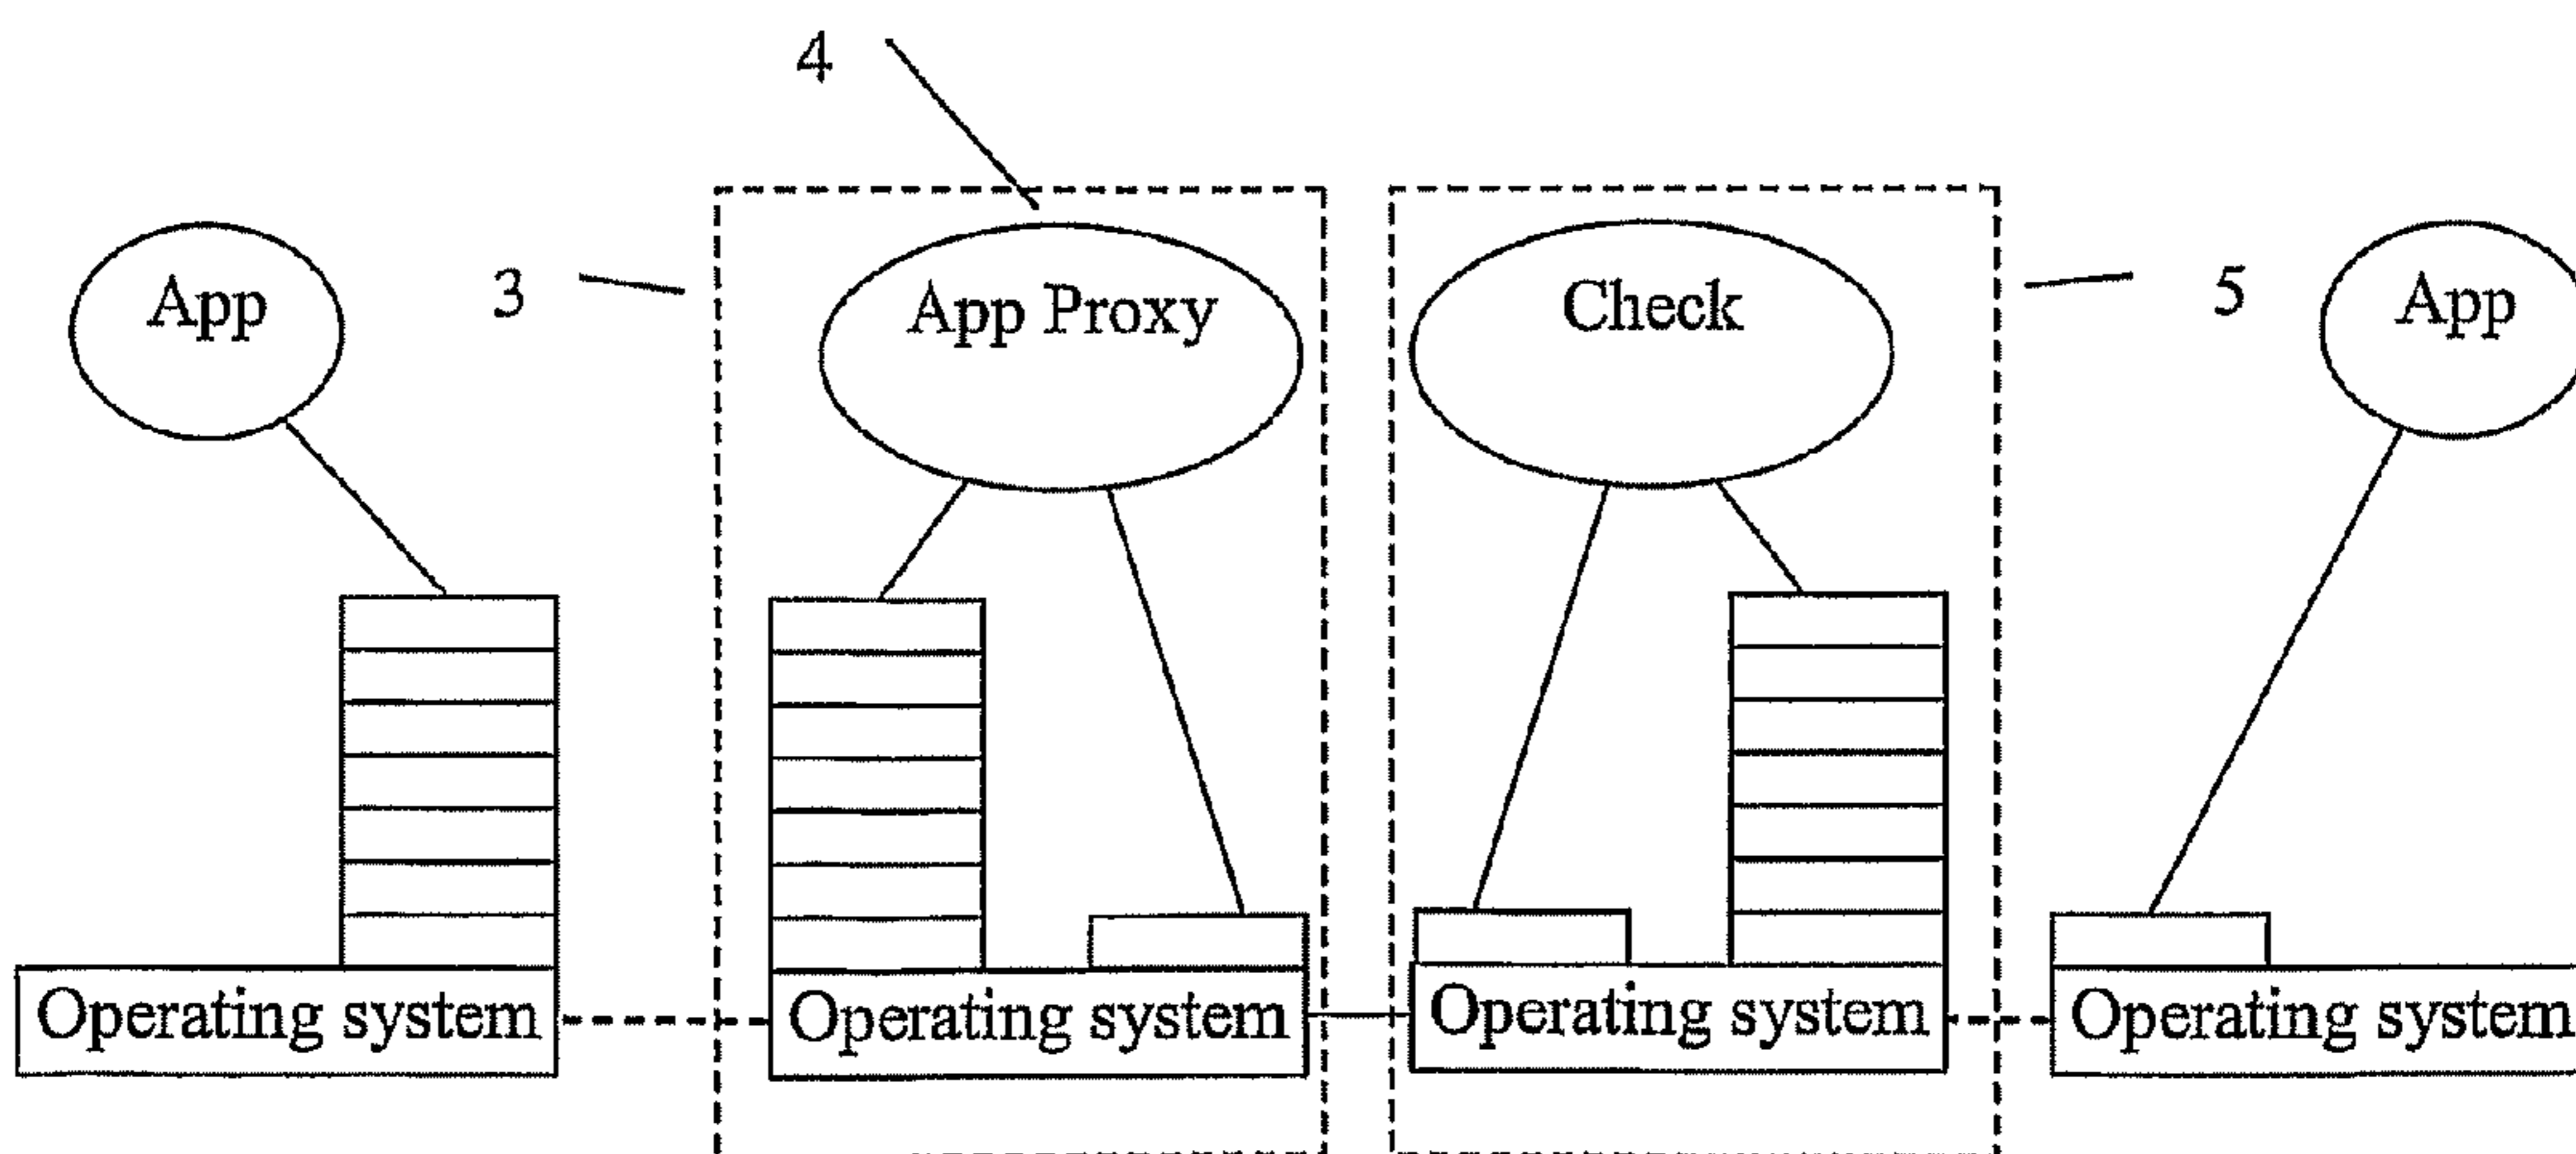 4
App
3
App Proxy
Check
5
App
Operating system
Operating system
Operating system
Operating system